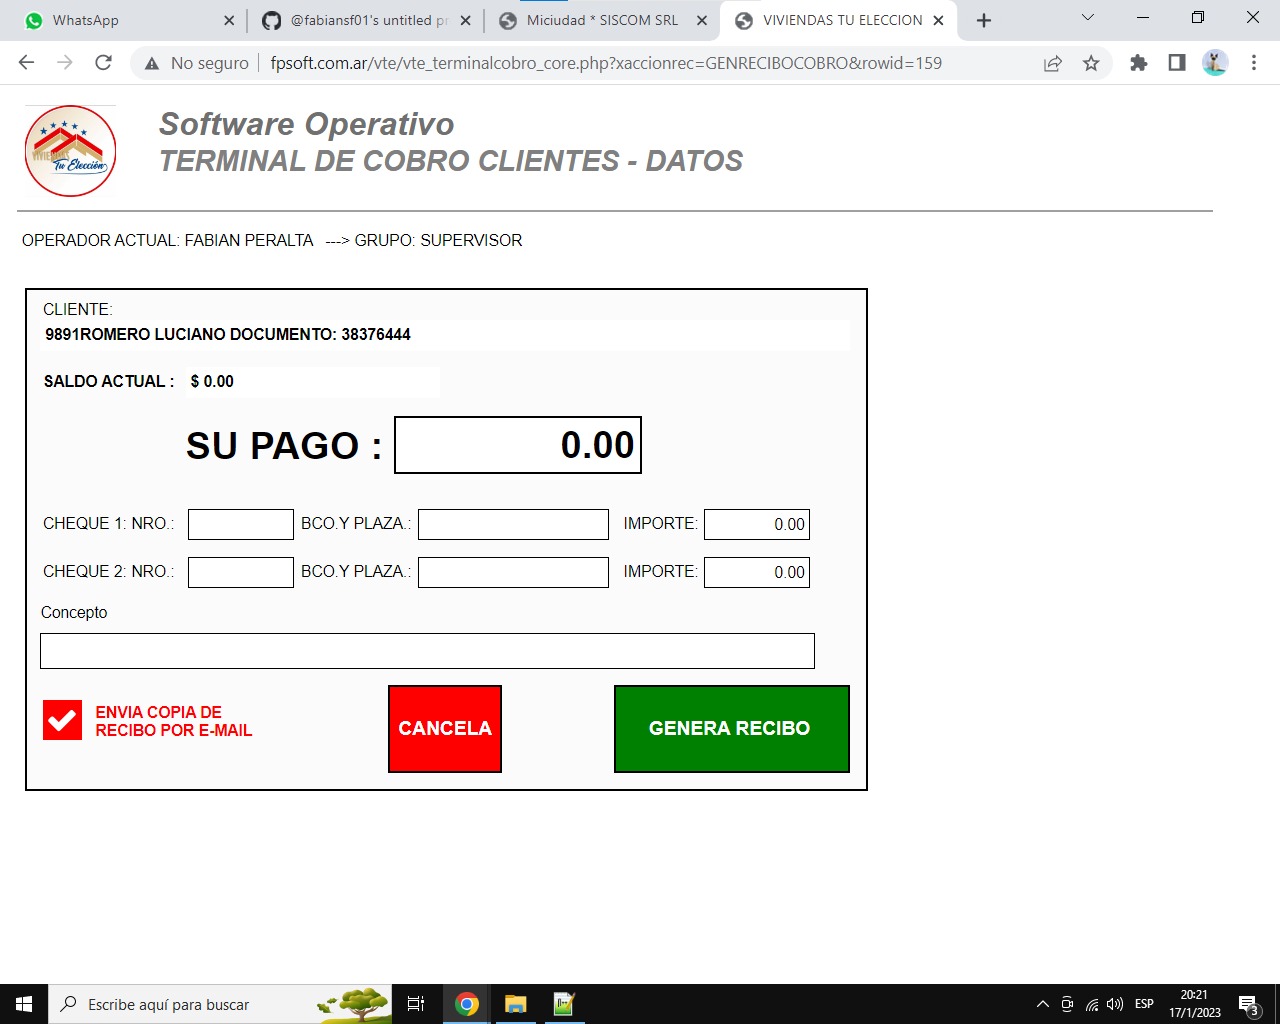 WhatsApp
@fabiansf01's untitled pr
Miciudad * SISCOM SRL
VIVIENDAS TU ELECCION
No seguro
fpsoft.com.ar/vte/vte_terminalcobro_core.php?xaccionrec=GENRECIBOCOBRO&rowid=159
VIVIENDAS
Tu Elección
Software Operativo
TERMINAL DE COBRO CLIENTES - DATOS
OPERADOR ACTUAL: FABIAN PERALTA ---> GRUPO: SUPERVISOR
CLIENTE:
9891ROMERO LUCIANO DOCUMENTO: 38376444
SALDO ACTUAL : $ 0.00
SU PAGO : 0.00
CHEQUE 1: NRO.: BCO.Y PLAZA.: IMPORTE: 0.00
CHEQUE 2: NRO.: BCO.Y PLAZA.: IMPORTE: 0.00
Concepto
ENVIA COPIA DE
RECIBO POR E-MAIL
CANCELA
GENERA RECIBO
Escribe aquí para buscar
ESP
20:21
17/1/2023
3